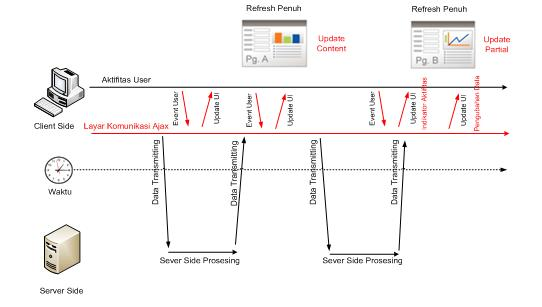 Refresh Penuh
Refresh Penuh
Update
Content
Update
Partial
Pg. A
Pg. B
Aktifitas User
Event User
Update UI
Event User
Update UI
Event User
Update UI
Indikator Aktifitas
Update UI
Pengubahan Data
Client Side
Layar Komunikasi Ajax
Data Transmitting
Data Transmitting
Data Transmitting
Data Transmitting
Waktu
Sever Side Prosesing
Sever Side Prosesing
Server Side